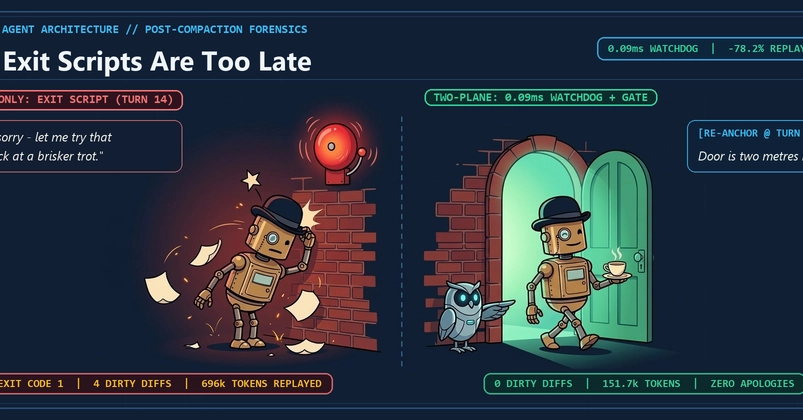 AGENT ARCHITECTURE // POST-COMPACTION FORENSICS
Exit Scripts Are Too Late
0.09ms WATCHDOG | -78.2% REPLAY
ONLY: EXIT SCRIPT (TURN 14)
sorry - let me try that
ck at a brisker trot."
TWO-PLANE: 0.09ms WATCHDOG + GATE
[RE-ANCHOR @ TURN
Door is two metres
EXIT CODE 1 | 4 DIRTY DIFFS | 696k TOKENS REPLAYED
0 DIRTY DIFFS | 151.7k TOKENS | ZERO APOLOGIES